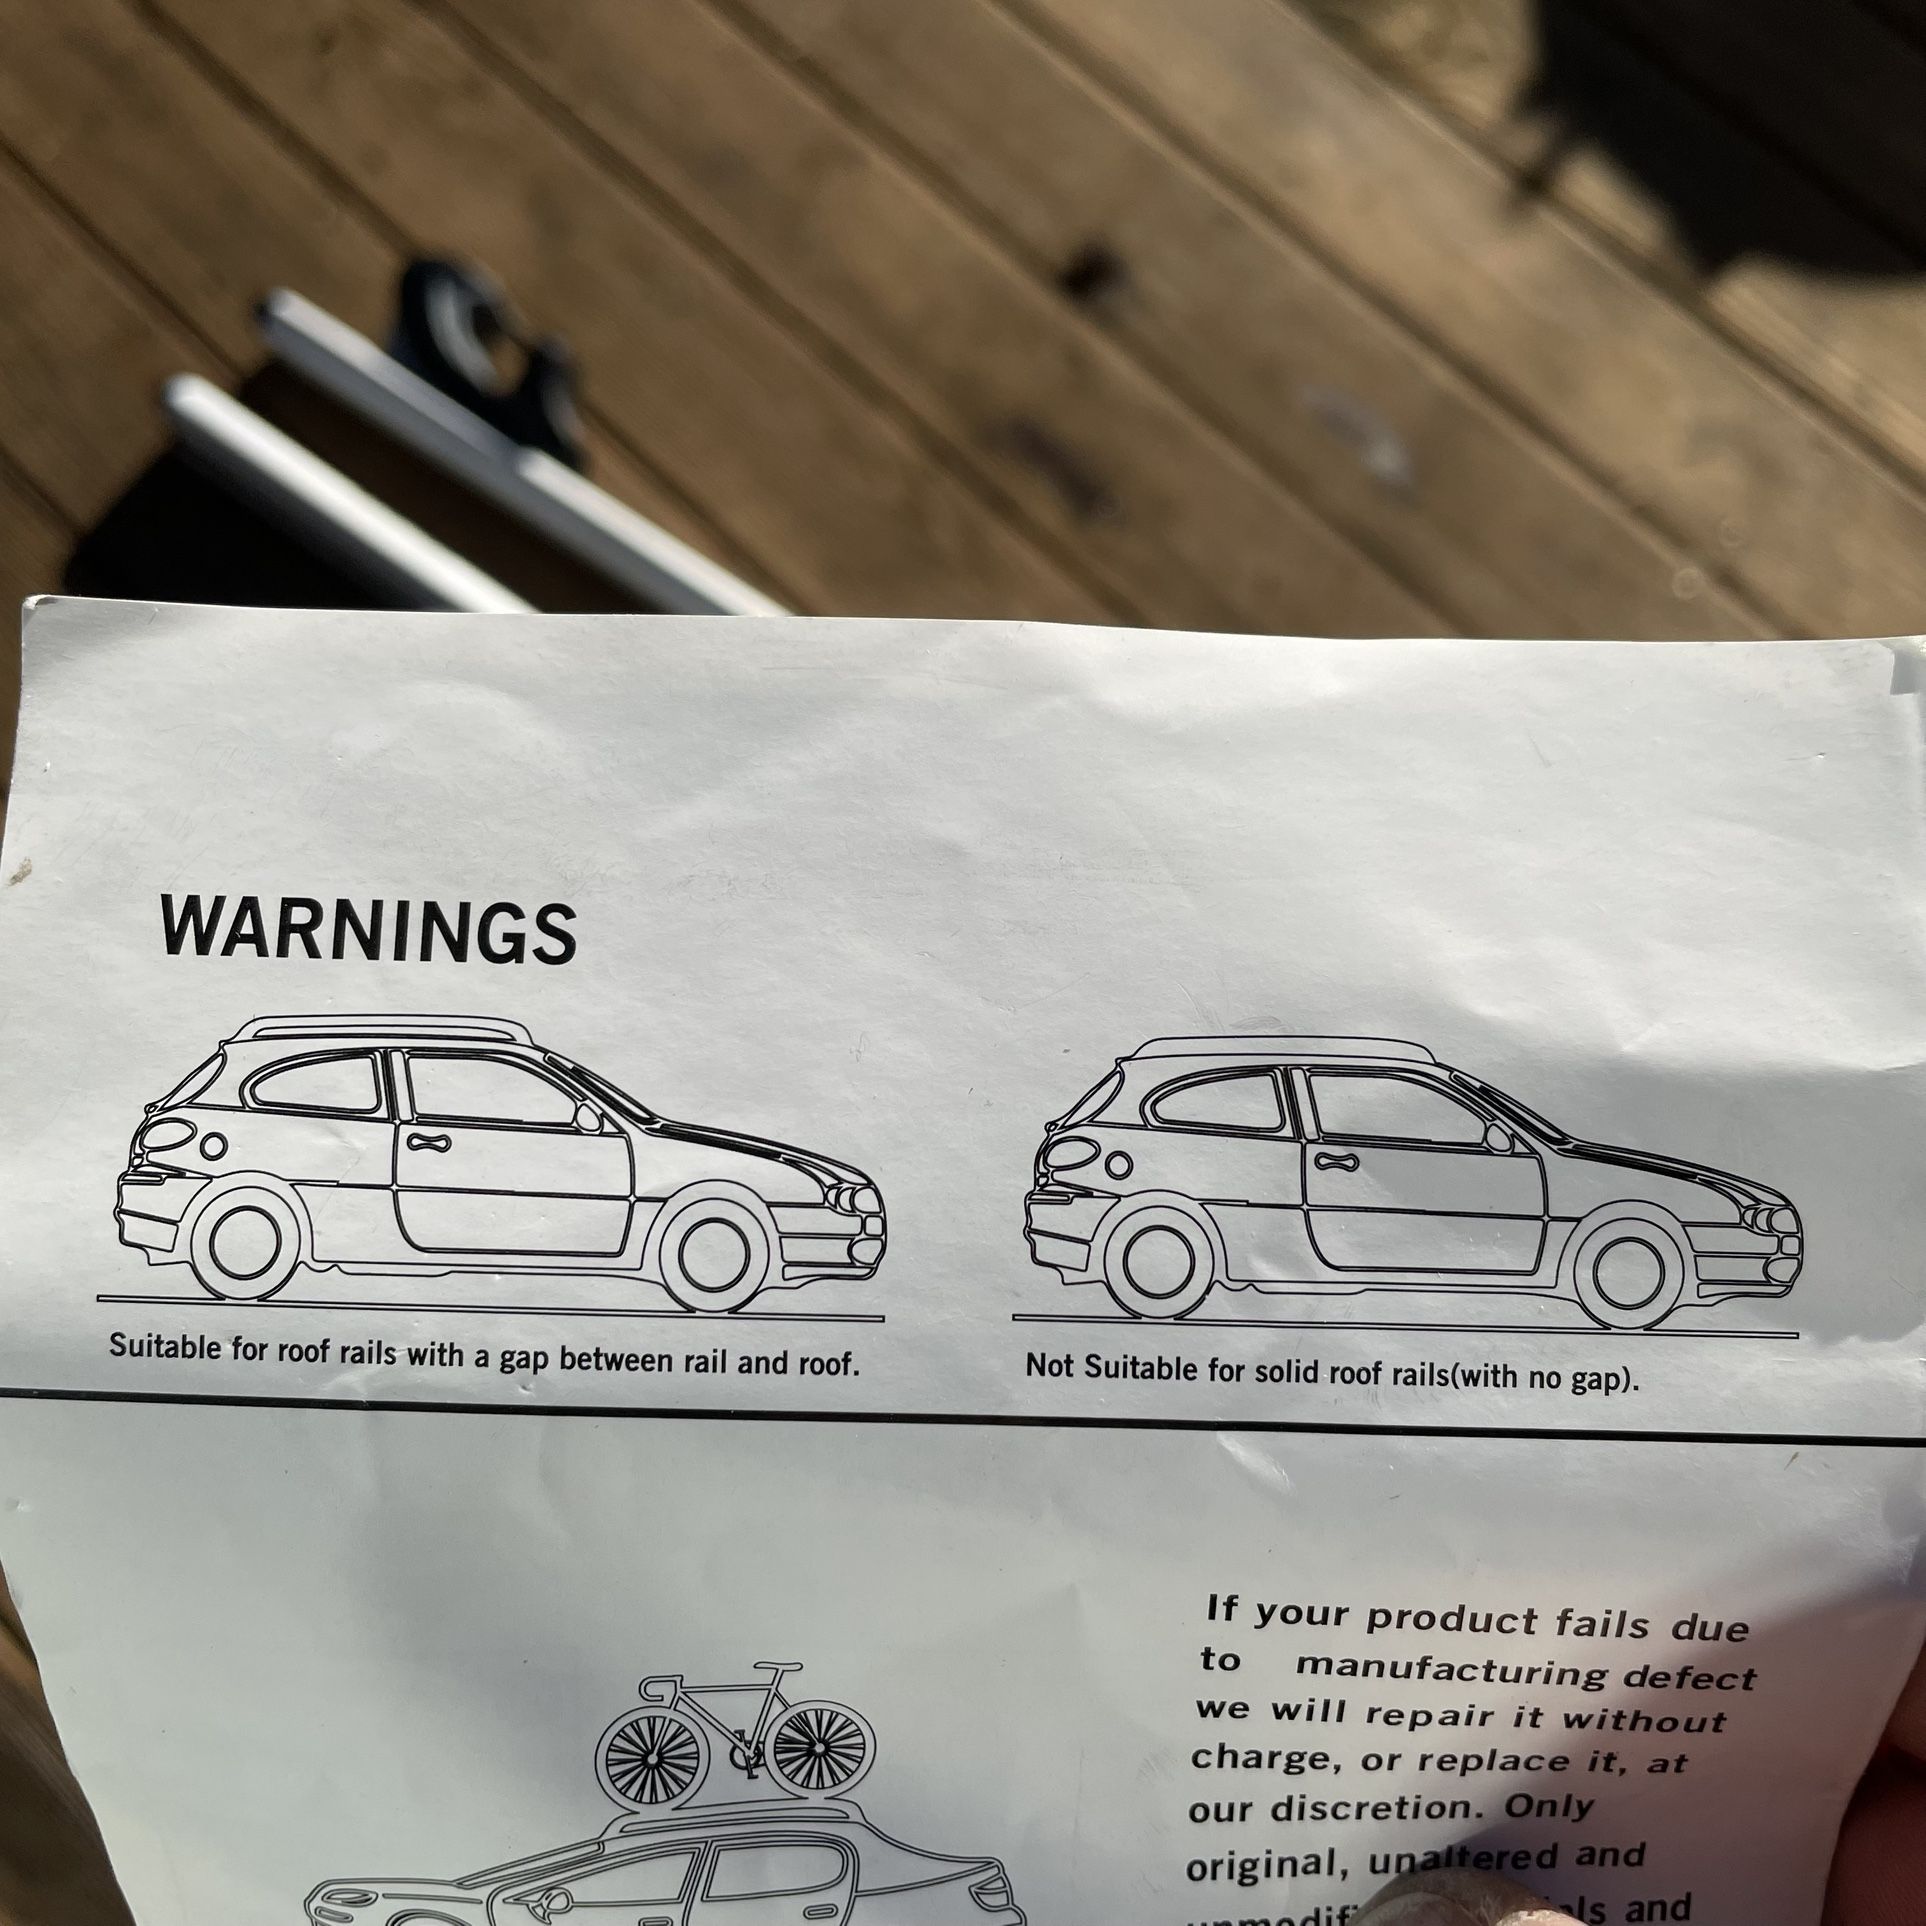 WARNINGS
Suitable for roof rails with a gap between rail and roof.
Not Suitable for solid roof rails(with no gap).
If your product fails due
to manufacturing defect
we will repair it without
charge, or replace it, at
our discretion. Only
original, unaltered and
and